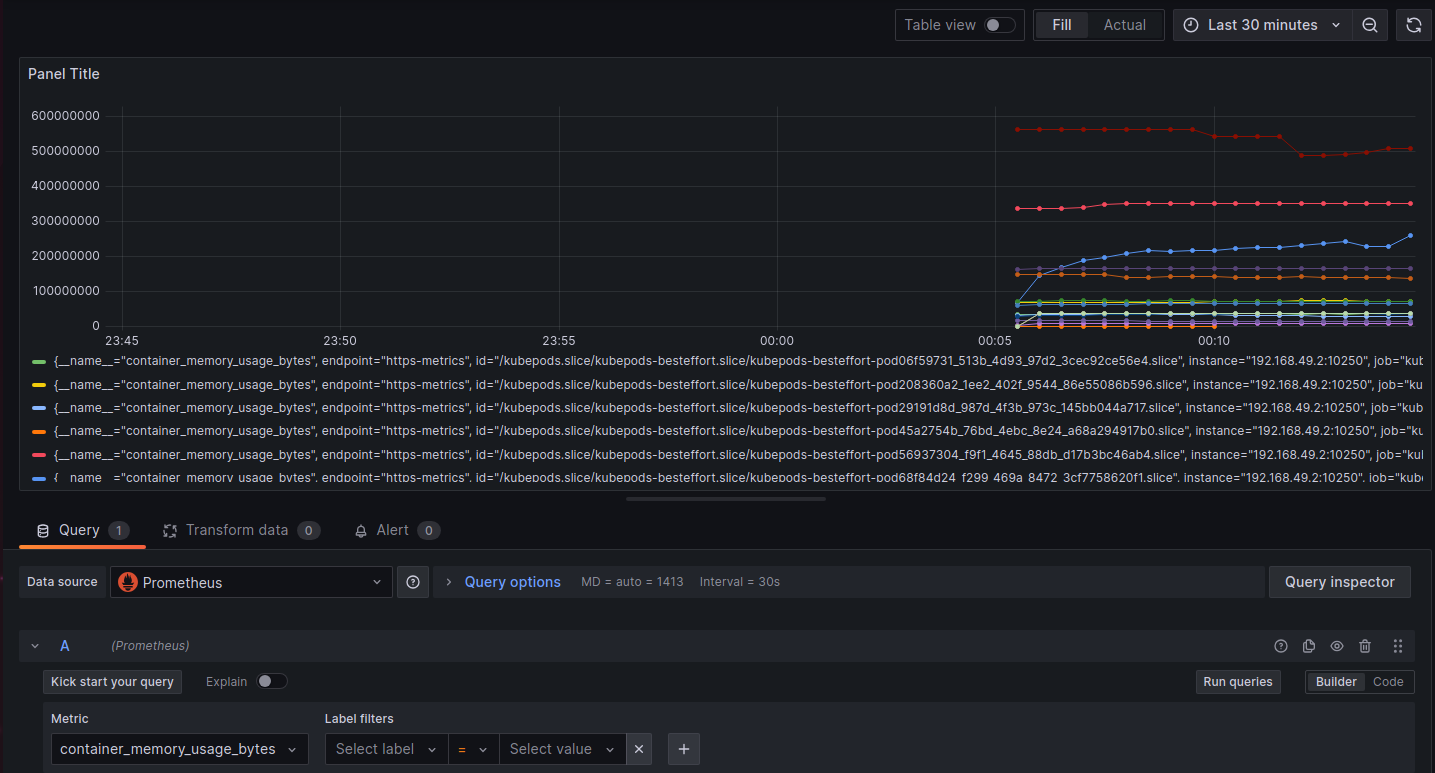 Table view Fill Actual Last 30 minutes
Panel Title
600000000
500000000
400000000
300000000
200000000
100000000
0
23:45 23:50 23:55 00:00 00:05 00:10
{__name__="container_memory_usage_bytes", endpoint="https-metrics", id="/kubepods.slice/kubepods-besteffort.slice/kubepods-besteffort-pod06f59731_513b_4d93_97d2_3cec92ce56e4.slice", instance="192.168.49.2:10250", job="kub
{__name__="container_memory_usage_bytes", endpoint="https-metrics", id="/kubepods.slice/kubepods-besteffort.slice/kubepods-besteffort-pod208360a2_1ee2_402f_9544_86e55086b596.slice", instance="192.168.49.2:10250", job="ku
{__name__="container_memory_usage_bytes", endpoint="https-metrics", id="/kubepods.slice/kubepods-besteffort.slice/kubepods-besteffort-pod29191d8d_987d_4f3b_973c_145bb044a717.slice", instance="192.168.49.2:10250", job="kub
{__name__="container_memory_usage_bytes", endpoint="https-metrics", id="/kubepods.slice/kubepods-besteffort.slice/kubepods-besteffort-pod45a2754b_76bd_4ebc_8e24_a68a294917b0.slice", instance="192.168.49.2:10250", job="ku
{__name__="container_memory_usage_bytes", endpoint="https-metrics", id="/kubepods.slice/kubepods-besteffort.slice/kubepods-besteffort-pod56937304_f9f1_4645_88db_d17b3bc46ab4.slice", instance="192.168.49.2:10250", job="kul
{__name__="container_memory_usage_bytes", endpoint="https-metrics", id="/kubepods.slice/kubepods-besteffort.slice/kubepods-besteffort-pod68f84d24_f299_469a_8472_3cf7758620f1.slice", instance="192.168.49.2:10250", job="kub
Query 1 Transform data 0 Alert 0
Data source Prometheus Query options MD = auto = 1413 Interval = 30s Query inspector
A (Prometheus)
Kick start your query Explain Run queries Builder Code
Metric Label filters
container_memory_usage_bytes Select label = Select value